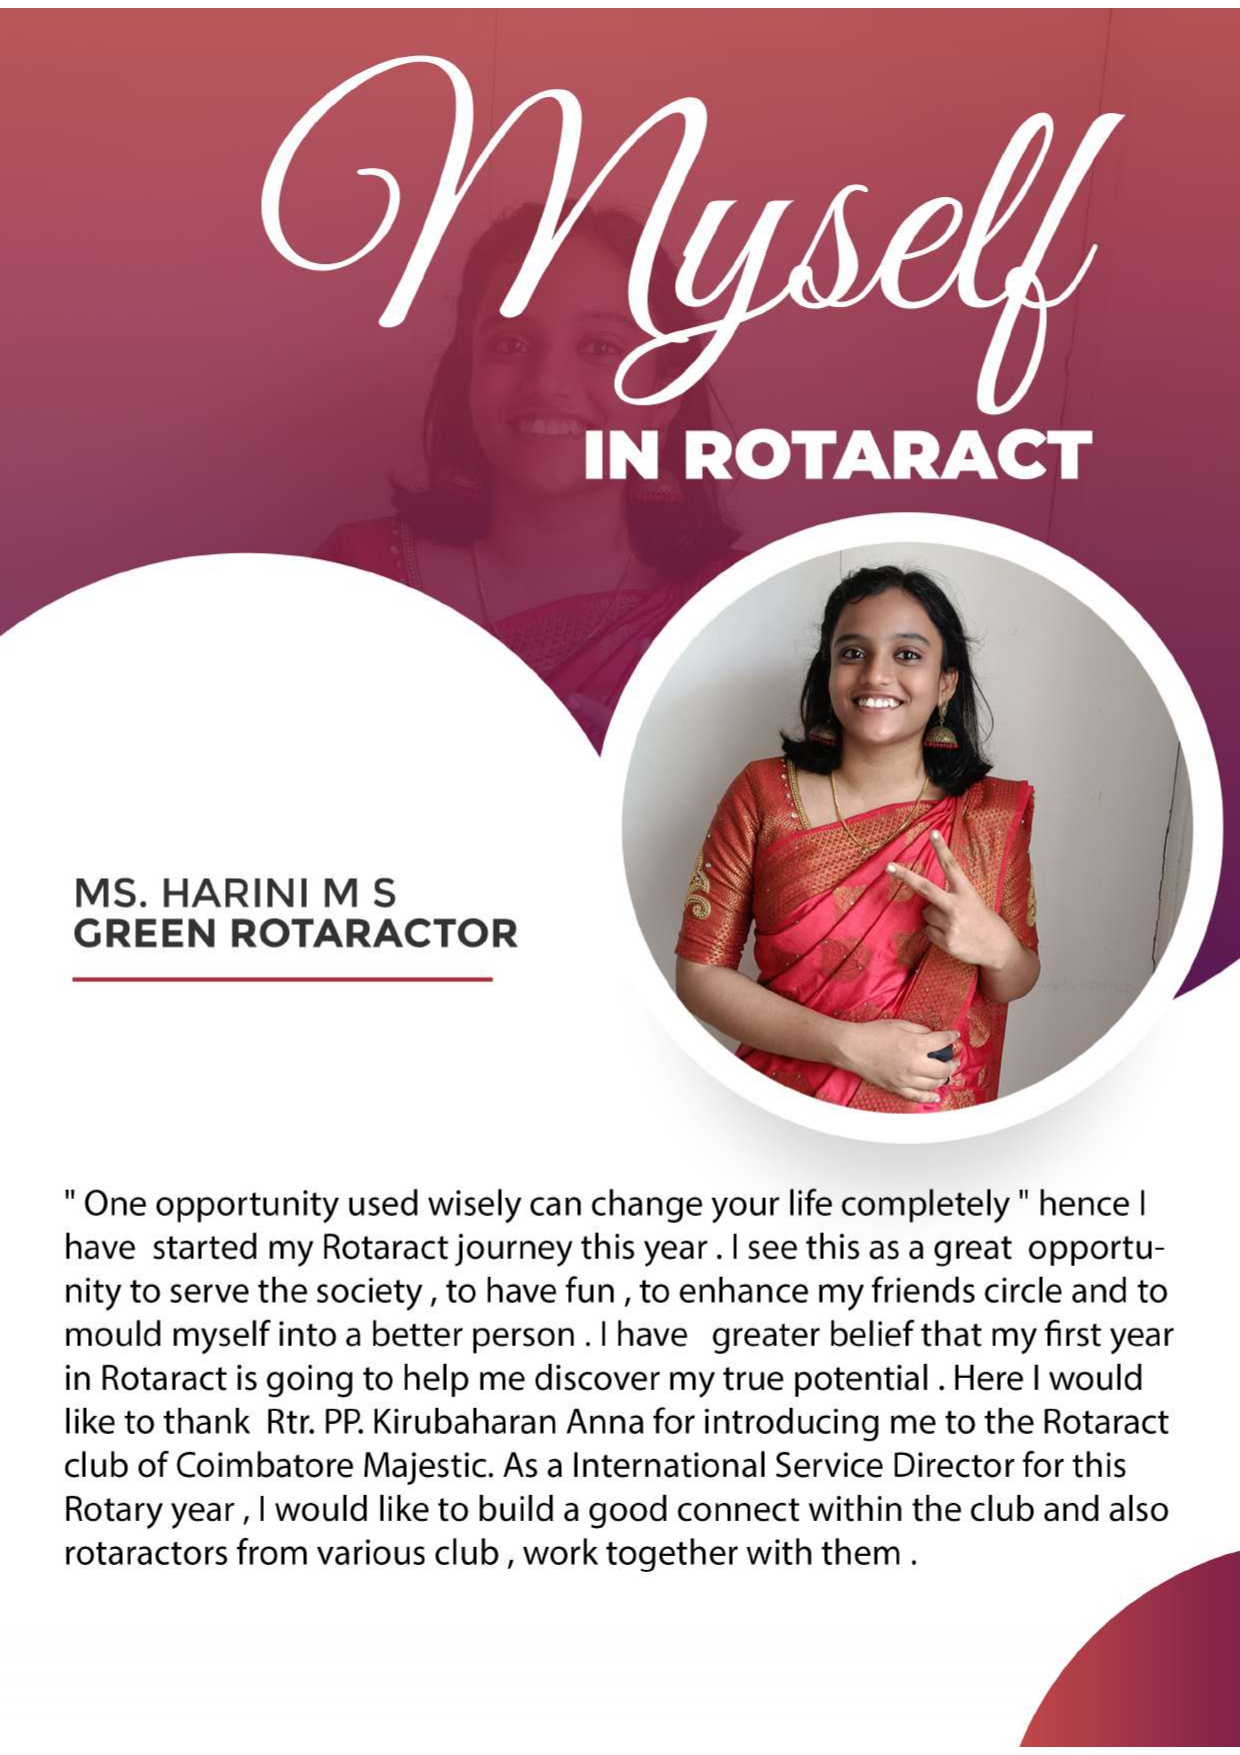 Myself
IN ROTARACT
MS. HARINI M S
GREEN ROTARACTOR
" One opportunity used wisely can change your life completely " hence I
have started my Rotaract journey this year . I see this as a great opportu-
nity to serve the society , to have fun , to enhance my friends circle and to
mould myself into a better person . I have greater belief that my first year
in Rotaract is going to help me discover my true potential . Here I would
like to thank Rtr. PP. Kirubaharan Anna for introducing me to the Rotaract
club of Coimbatore Majestic. As a International Service Director for this
Rotary year , I would like to build a good connect within the club and also
rotaractors from various club , work together with them .